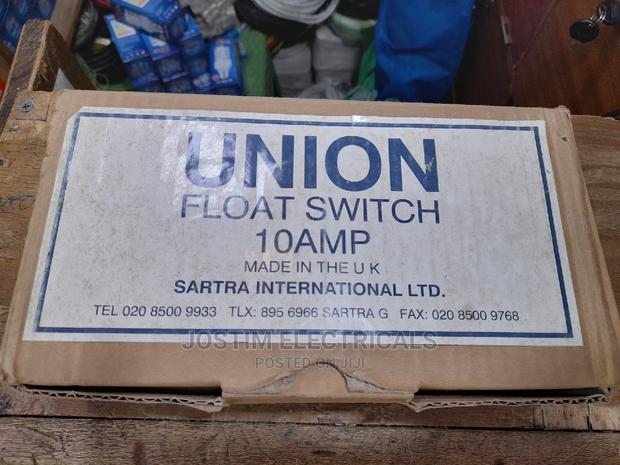 UNION
FLOAT SWITCH
10AMP
MADE IN THE U K
SARTRA INTERNATIONAL LTD.
TEL 020 8500 9933 TLX: 895 6966 SARTRA G FAX: 020 8500 9768
JOSTIM ELECTRICALS
POSTED ON JIJI